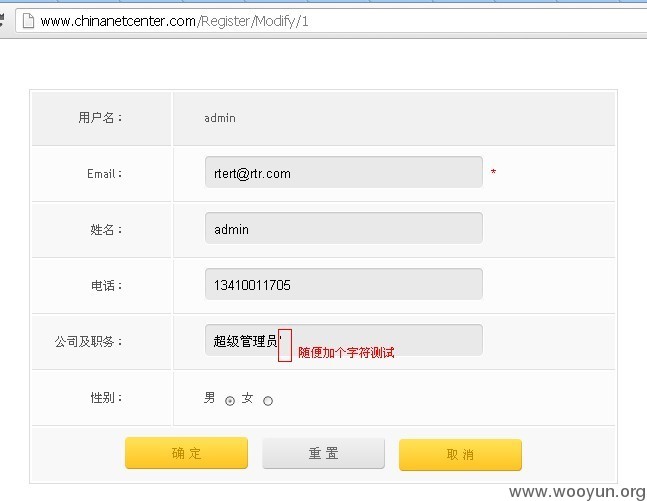 www.chinanetcenter.com/Register/Modify/1
用户名： admin
Email： rtert@rtr.com *
姓名： admin
电话： 13410011705
公司及职务： 超级管理员' 随便加个字符测试
性别： 男 女
确 定 重 置 取 消
www.wooyun.org